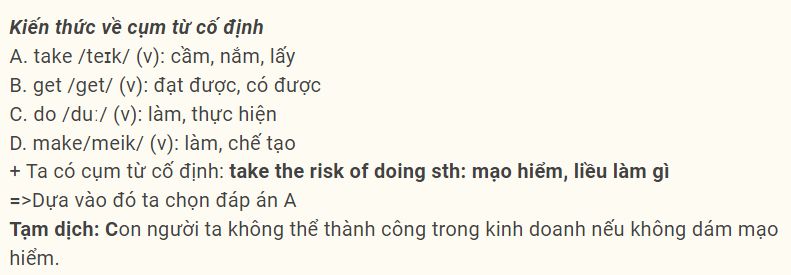 Kiến thức về cụm từ cố định
A. take /teɪk/ (v): cầm, nắm, lấy
B. get /get/ (v): đạt được, có được
C. do /duː/ (v): làm, thực hiện
D. make/meik/ (v): làm, chế tạo
+ Ta có cụm từ cố định: take the risk of doing sth: mạo hiểm, liều làm gì
=>Dựa vào đó ta chọn đáp án A
Tạm dịch: Con người ta không thể thành công trong kinh doanh nếu không dám mạo
hiểm.